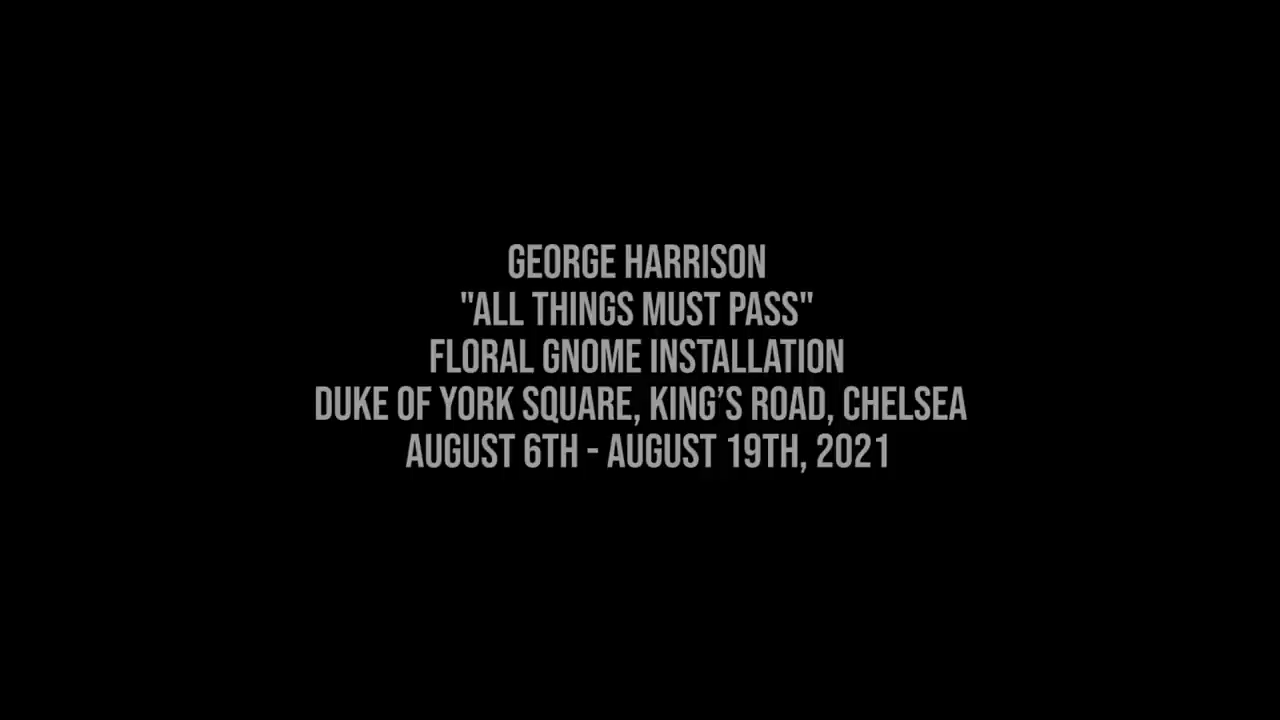 GEORGE HARRISON
"ALL THINGS MUST PASS"
FLORAL GNOME INSTALLATION
DUKE OF YORK SQUARE, KING’S ROAD, CHELSEA
AUGUST 6TH - AUGUST 19TH, 2021